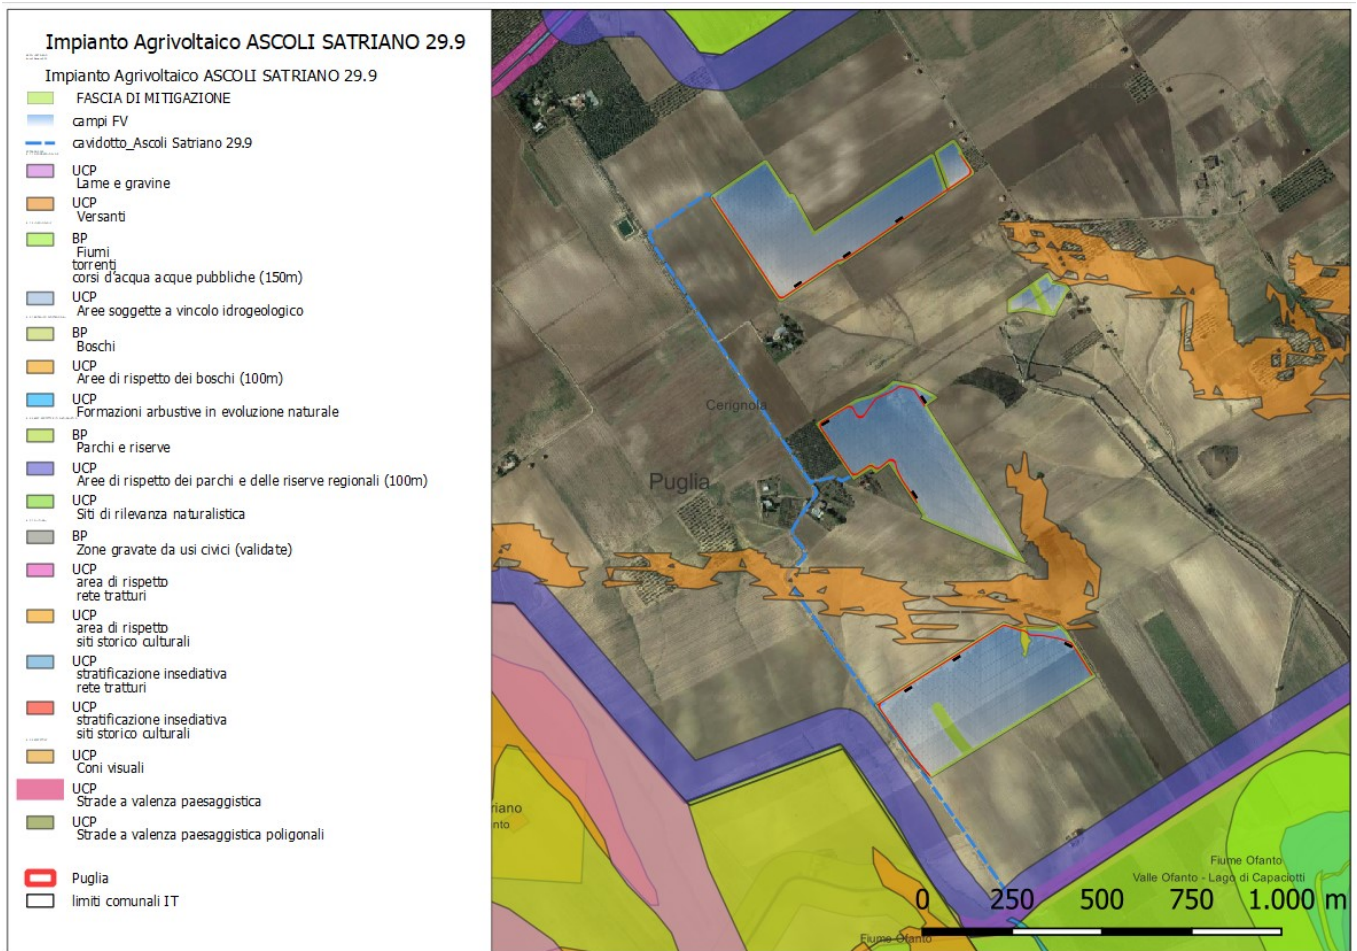 Impianto Agrivoltaico ASCOLI SATRIANO 29.9
Impianto Agrivoltaico ASCOLI SATRIANO 29.9
FASCIA DI MITIGAZIONE
campi FV
cavidotto_Ascoli Satriano 29.9
UCP
Lame e gravine
UCP
Versanti
BP
Fiumi
torrenti
corsi d'acqua acque pubbliche (150m)
UCP
Aree soggette a vincolo idrogeologico
BP
Boschi
UCP
Aree di rispetto dei boschi (100m)
UCP
Formazioni arbustive in evoluzione naturale
BP
Parchi e riserve
UCP
Aree di rispetto dei parchi e delle riserve regionali (100m)
UCP
Siti di rilevanza naturalistica
BP
Zone gravate da usi civici (validate)
UCP
area di rispetto
rete tratturi
UCP
area di rispetto
siti storico culturali
UCP
stratificazione insediativa
rete tratturi
UCP
stratificazione insediativa
siti storico culturali
UCP
Coni visuali
UCP
Strade a valenza paesaggistica
UCP
Strade a valenza paesaggistica poligonali
Puglia
limiti comunali IT
Cerignola
Puglia
riano
nto
Fiume Ofanto
Valle Ofanto - Lago di Capaciotti
0 250 500 750 1.000 m
Fiume Ofanto